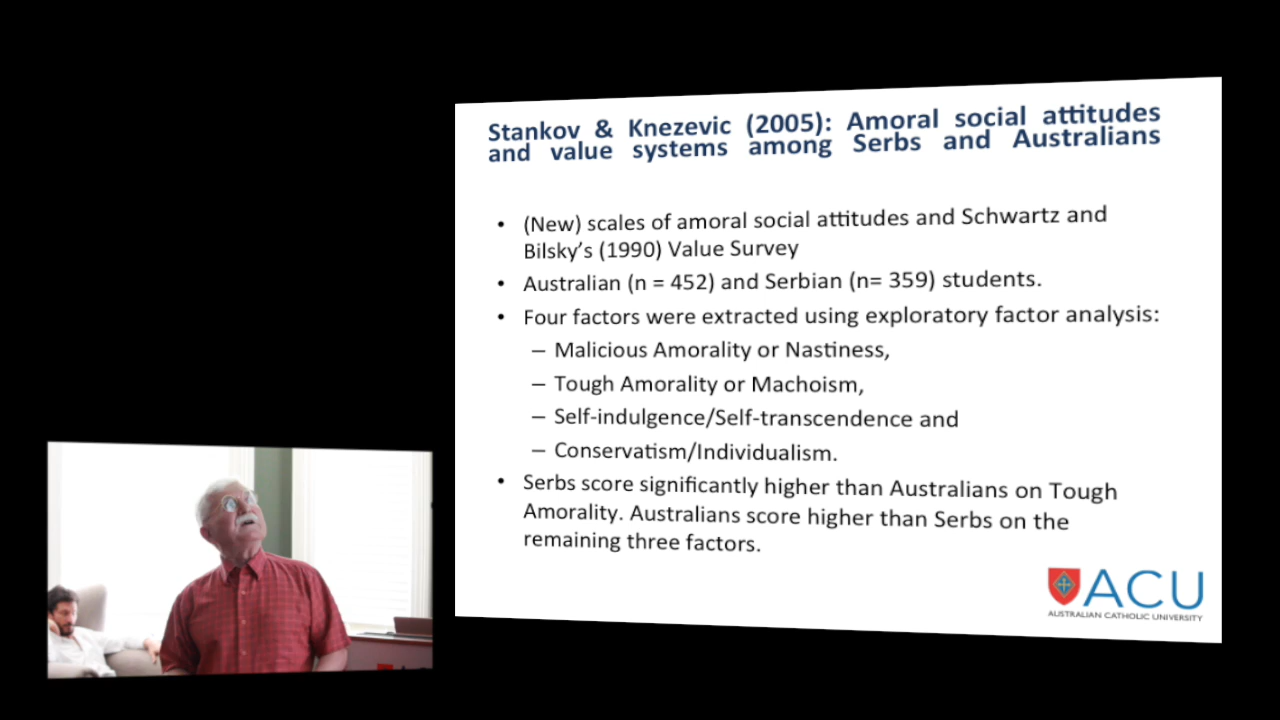 Stankov & Knezevic (2005): Amoral social attitudes
and value systems among Serbs and Australians
• (New) scales of amoral social attitudes and Schwartz and
Bilsky’s (1990) Value Survey
• Australian (n = 452) and Serbian (n= 359) students.
• Four factors were extracted using exploratory factor analysis:
– Malicious Amorality or Nastiness,
– Tough Amorality or Machoism,
– Self-indulgence/Self-transcendence and
– Conservatism/Individualism.
• Serbs score significantly higher than Australians on Tough
Amorality. Australians score higher than Serbs on the
remaining three factors.
ACU
AUSTRALIAN CATHOLIC UNIVERSITY